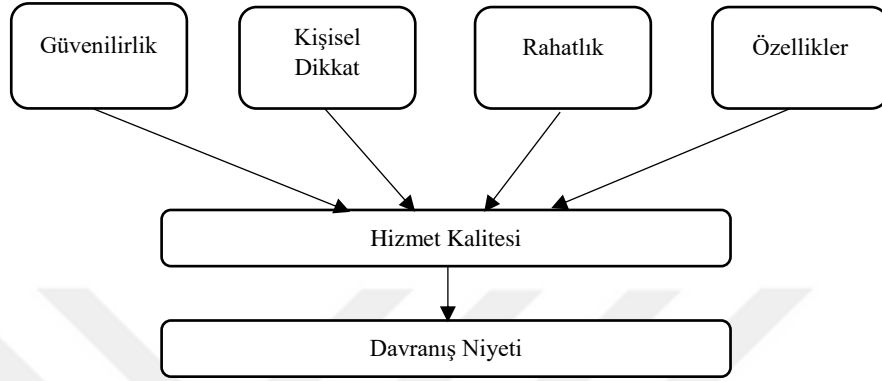 Güvenilirlik
Kişisel
Dikkat
Rahatlık
Özellikler
Hizmet Kalitesi
Davranış Niyeti